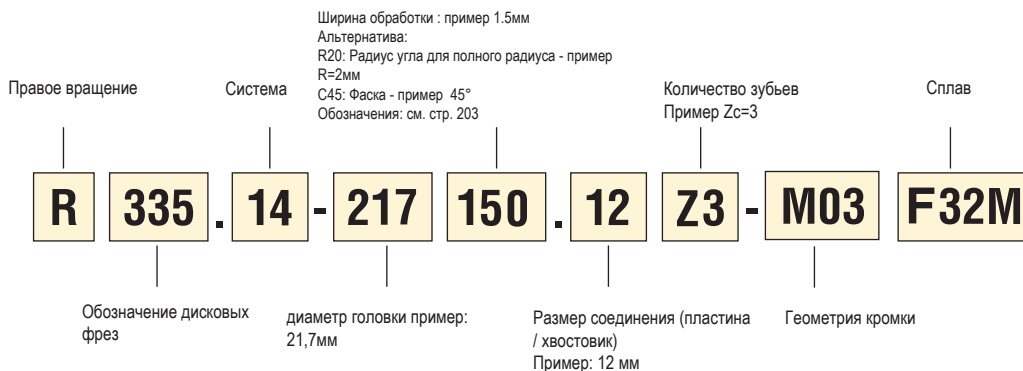 Ширина обработки : пример 1.5мм
Альтернатива:
R20: Радиус угла для полного радиуса - пример
R=2мм
C45: Фаска - пример 45°
Обозначения: см. стр. 203
Правое вращение
Система
Количество зубьев
Пример Zc=3
Сплав
R 335 . 14 - 217 150 . 12 Z3 - M03 F32M
Обозначение дисковых
фрез
диаметр головки пример:
21,7мм
Размер соединения (пластина
/ хвостовик)
Пример: 12 мм
Геометрия кромки